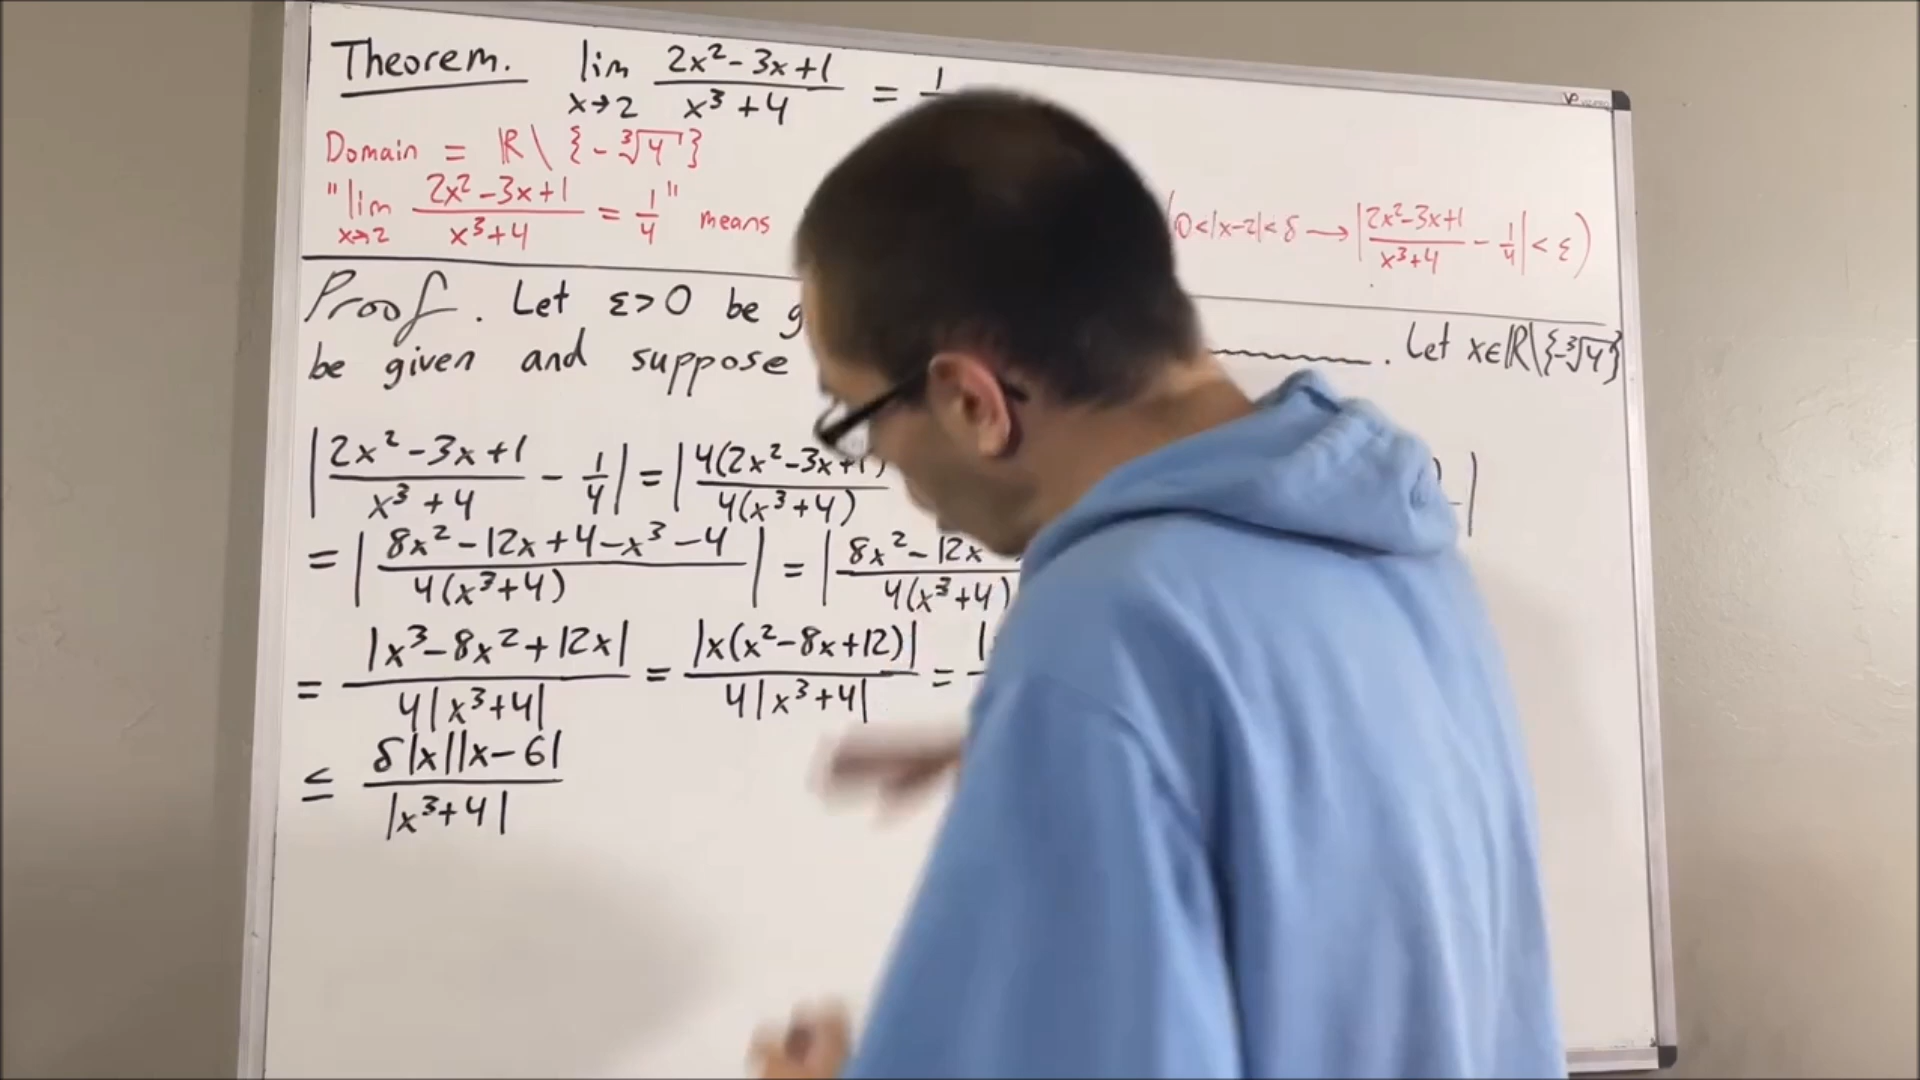 Theorem. lim x→2 (2x² - 3x + 1)/(x³ + 4) = 1
Domain = ℝ \ {-∛4}
"lim x→2 (2x² - 3x + 1)/(x³ + 4) = 1/4" means (0 < |x-2| < δ → |(2x² - 3x + 1)/(x³ + 4) - 1/4| < ε)
Proof. Let ε > 0 be g . Let x ∈ ℝ \ {-∛4}
be given and suppose
|(2x² - 3x + 1)/(x³ + 4) - 1/4| = |4(2x² - 3x + 1)/4(x³ + 4) |
= |(8x² - 12x + 4 - x³ - 4)/4(x³ + 4)| = |8x² - 12x /4(x³ + 4)
= |x³ - 8x² + 12x|/4|x³ + 4| = |x(x² - 8x + 12)|/4|x³ + 4| =
≤ δ|x||x - 6|/|x³ + 4|